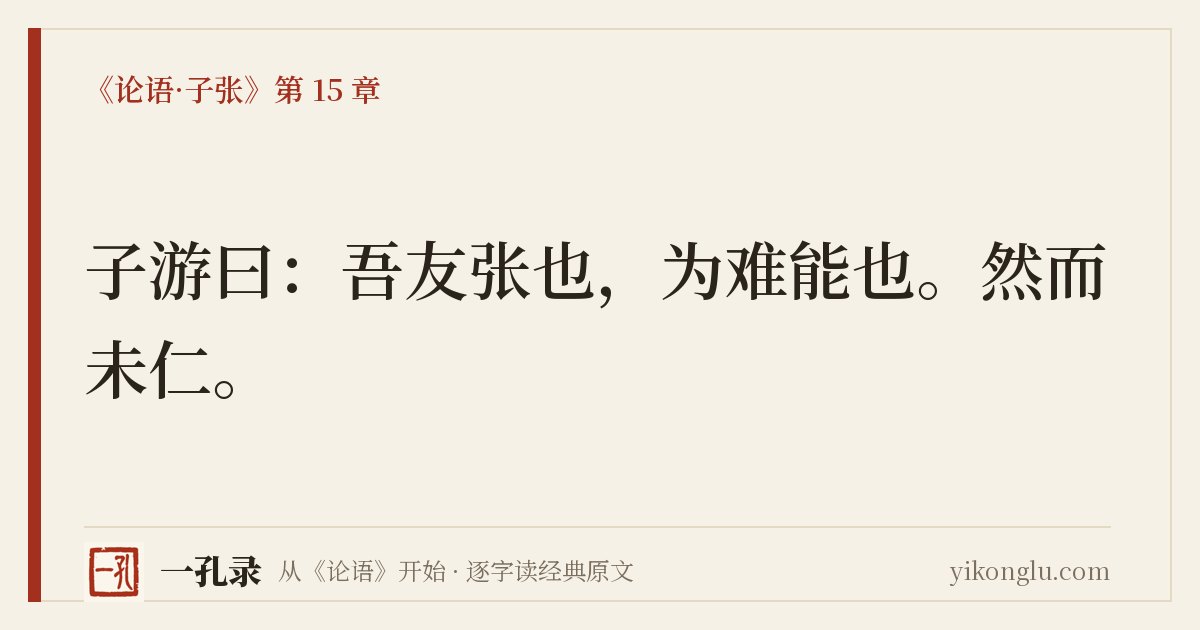 《论语·子张》第 15 章
子游曰：吾友张也，为难能也。然而
未仁。
一孔
一孔录 从《论语》开始 · 逐字读经典原文 yikonglu.com